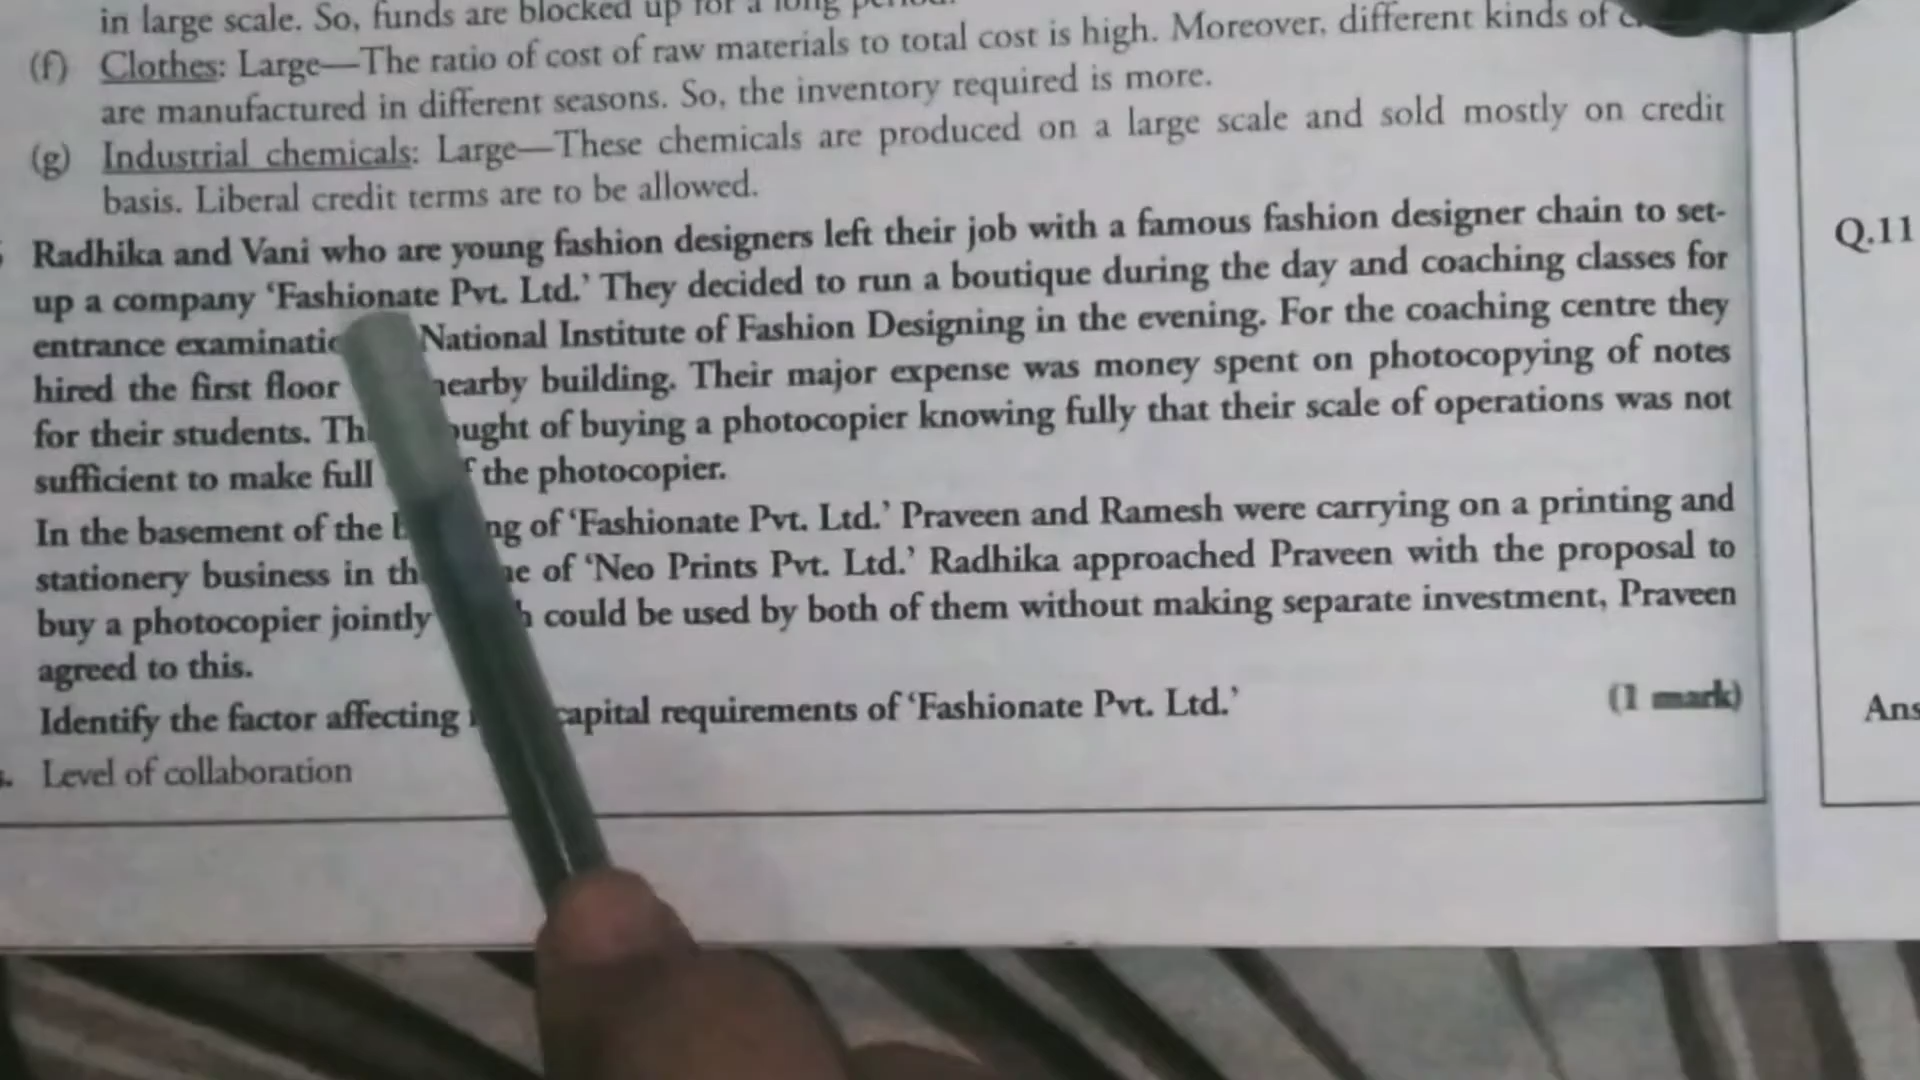 in large scale. So, funds are blocked up for a long period.
(f) Clothes: Large—The ratio of cost of raw materials to total cost is high. Moreover, different kinds of
are manufactured in different seasons. So, the inventory required is more.
(g) Industrial chemicals: Large—These chemicals are produced on a large scale and sold mostly on credit
basis. Liberal credit terms are to be allowed.
Radhika and Vani who are young fashion designers left their job with a famous fashion designer chain to set-
up a company ‘Fashionate Pvt. Ltd.’ They decided to run a boutique during the day and coaching classes for
entrance examinatio National Institute of Fashion Designing in the evening. For the coaching centre they
hired the first floor nearby building. Their major expense was money spent on photocopying of notes
for their students. Th ought of buying a photocopier knowing fully that their scale of operations was not
sufficient to make full f the photocopier.
In the basement of the b ng of ‘Fashionate Pvt. Ltd.’ Praveen and Ramesh were carrying on a printing and
stationery business in th me of ‘Neo Prints Pvt. Ltd.’ Radhika approached Praveen with the proposal to
buy a photocopier jointly h could be used by both of them without making separate investment, Praveen
agreed to this.
Identify the factor affecting capital requirements of ‘Fashionate Pvt. Ltd.’ (1 mark)
s. Level of collaboration
Q.11
Ans